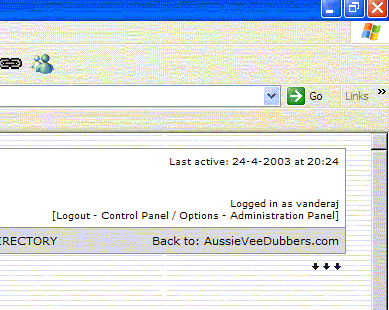 Go
Links
Last active: 24-4-2003 at 20:24
Logged in as vanderaj
[Logout - Control Panel / Options - Administration Panel]
IRECTORY
Back to: AussieVeeDubbers.com